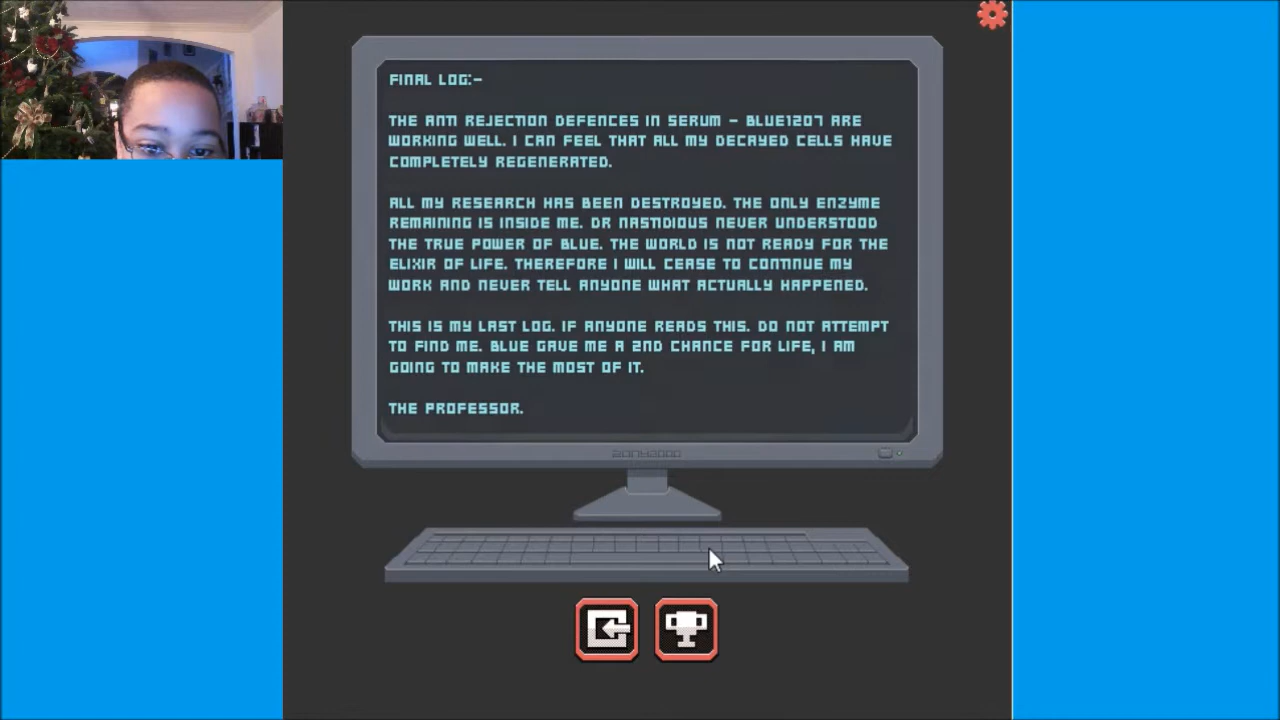 FINAL LOG:-
THE ANTI REJECTION DEFENCES IN SERUM - BLUE1207 ARE
WORKING WELL. I CAN FEEL THAT ALL MY DECAYED CELLS HAVE
COMPLETELY REGENERATED.
ALL MY RESEARCH HAS BEEN DESTROYED. THE ONLY ENZYME
REMAINING IS INSIDE ME. DR NASTIDIOUS NEVER UNDERSTOOD
THE TRUE POWER OF BLUE. THE WORLD IS NOT READY FOR THE
ELIXIR OF LIFE. THEREFORE I WILL CEASE TO CONTINUE MY
WORK AND NEVER TELL ANYONE WHAT ACTUALLY HAPPENED.
THIS IS MY LAST LOG. IF ANYONE READS THIS. DO NOT ATTEMPT
TO FIND ME. BLUE GAVE ME A 2ND CHANCE FOR LIFE, I AM
GOING TO MAKE THE MOST OF IT.
THE PROFESSOR.